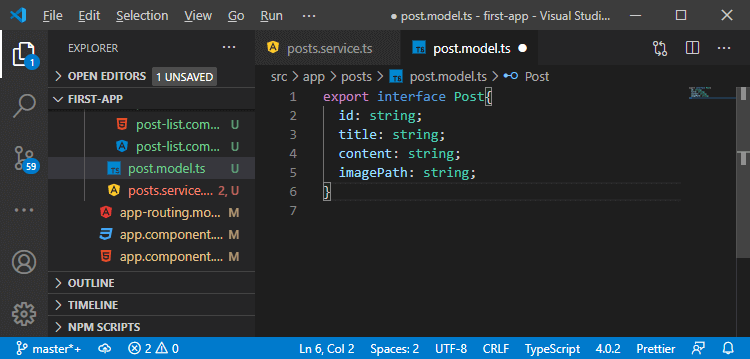 File Edit Selection View Go Run ··· post.model.ts - first-app - Visual Studi...
EXPLORER ···
posts.service.ts
TS post.model.ts ●
OPEN EDITORS 1 UNSAVED
FIRST-APP
post-list.com... U
post-list.com... U
TS post.model.ts U
posts.service.... 2, U
app-routing.mo... M
app.component.... M
app.component.... M
OUTLINE
TIMELINE
NPM SCRIPTS
1
59
src > app > posts > TS post.model.ts > Post
1 export interface Post{
2 id: string;
3 title: string;
4 content: string;
5 imagePath: string;
6 }
7
master*+ 2 0 Ln 6, Col 2 Spaces: 2 UTF-8 CRLF TypeScript 4.0.2 Prettier